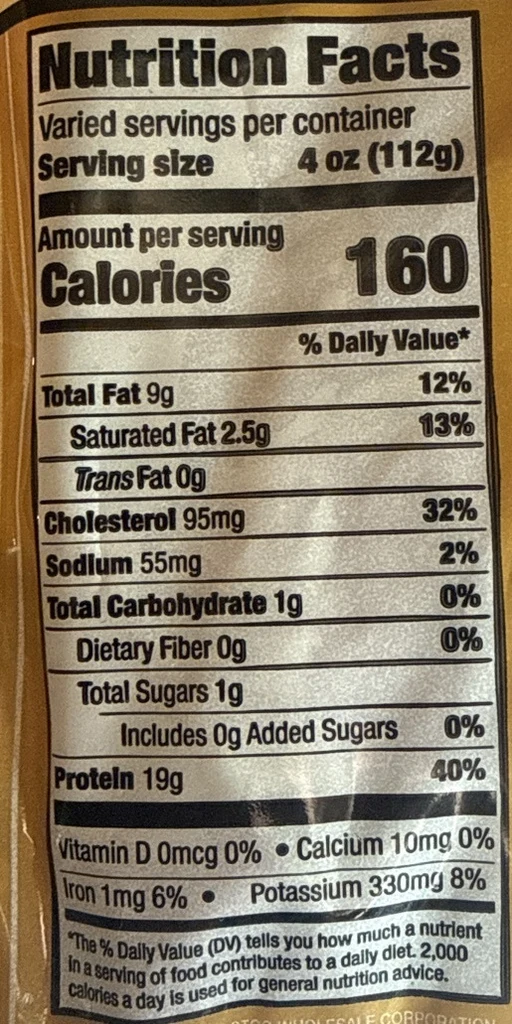 Nutrition Facts
Varied servings per container
Serving size 4 oz (112g)
Amount per serving
Calories 160
% Daily Value*
Total Fat 9g 12%
Saturated Fat 2.5g 13%
Trans Fat 0g
Cholesterol 95mg 32%
Sodium 55mg 2%
Total Carbohydrate 1g 0%
Dietary Fiber 0g 0%
Total Sugars 1g
Includes 0g Added Sugars 0%
Protein 19g 40%
Vitamin D 0mcg 0% • Calcium 10mg 0%
Iron 1mg 6% • Potassium 330mg 8%
*The % Daily Value (DV) tells you how much a nutrient
in a serving of food contributes to a daily diet. 2,000
calories a day is used for general nutrition advice.
WHOLESALE CORPORATION